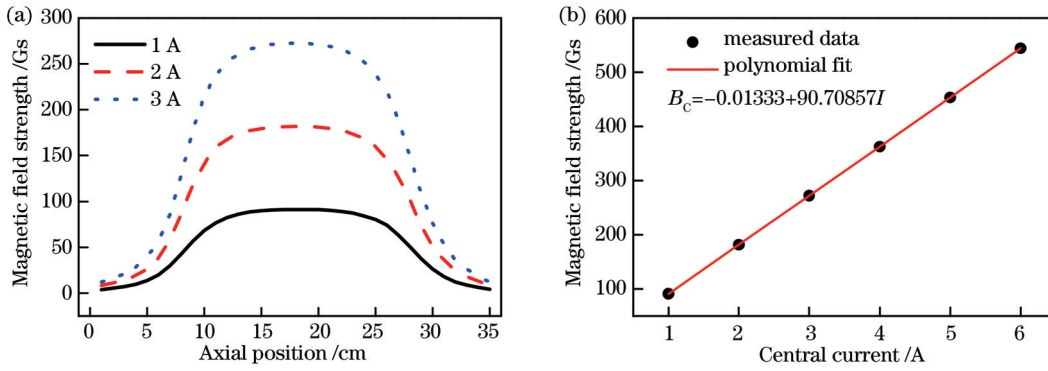 (a)
300
250
200
150
100
50
0
Magnetic field strength /Gs
1 A
2 A
3 A
0 5 10 15 20 25 30 35
Axial position /cm
(b)
600
500
400
300
200
100
Magnetic field strength /Gs
measured data
polynomial fit
B_C=−0.01333+90.70857I
1 2 3 4 5 6
Central current /A